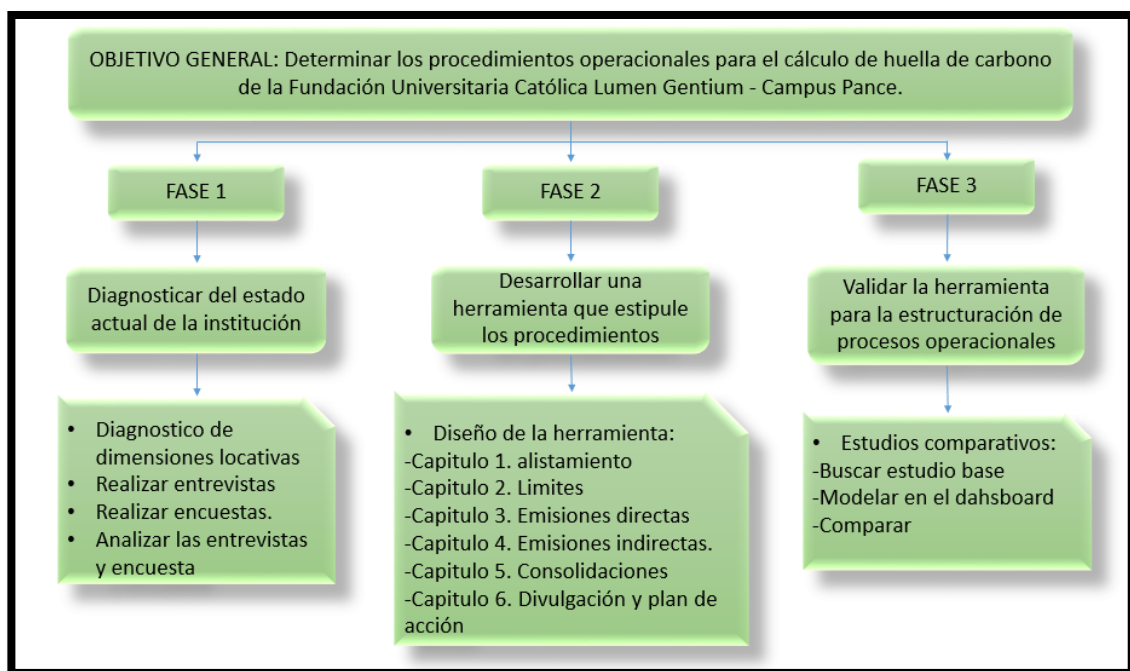 OBJETIVO GENERAL: Determinar los procedimientos operacionales para el cálculo de huella de carbono
de la Fundación Universitaria Católica Lumen Gentium - Campus Pance.
FASE 1
FASE 2
FASE 3
Diagnosticar del estado
actual de la institución
Desarrollar una
herramienta que estipule
los procedimientos
Validar la herramienta
para la estructuración de
procesos operacionales
• Diagnostico de
dimensiones locativas
• Realizar entrevistas
• Realizar encuestas.
• Analizar las entrevistas
y encuesta
• Diseño de la herramienta:
-Capitulo 1. alistamiento
-Capitulo 2. Limites
-Capitulo 3. Emisiones directas
-Capitulo 4. Emisiones indirectas.
-Capitulo 5. Consolidaciones
-Capitulo 6. Divulgación y plan de
acción
• Estudios comparativos:
-Buscar estudio base
-Modelar en el dahsboard
-Comparar